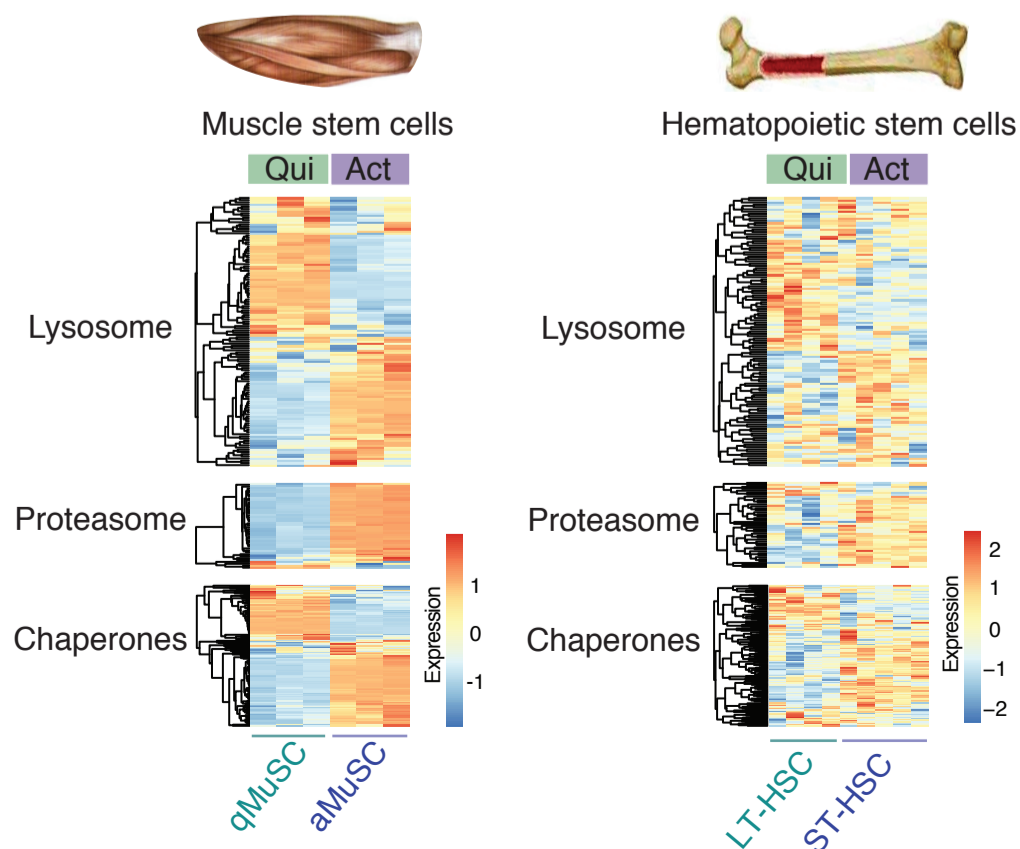 Muscle stem cells
Qui Act
Lysosome
Proteasome
Chaperones
Expression
1
0
-1
qMuSC
aMuSC
Hematopoietic stem cells
Qui Act
Lysosome
Proteasome
Chaperones
Expression
2
1
0
−1
−2
LT-HSC
ST-HSC